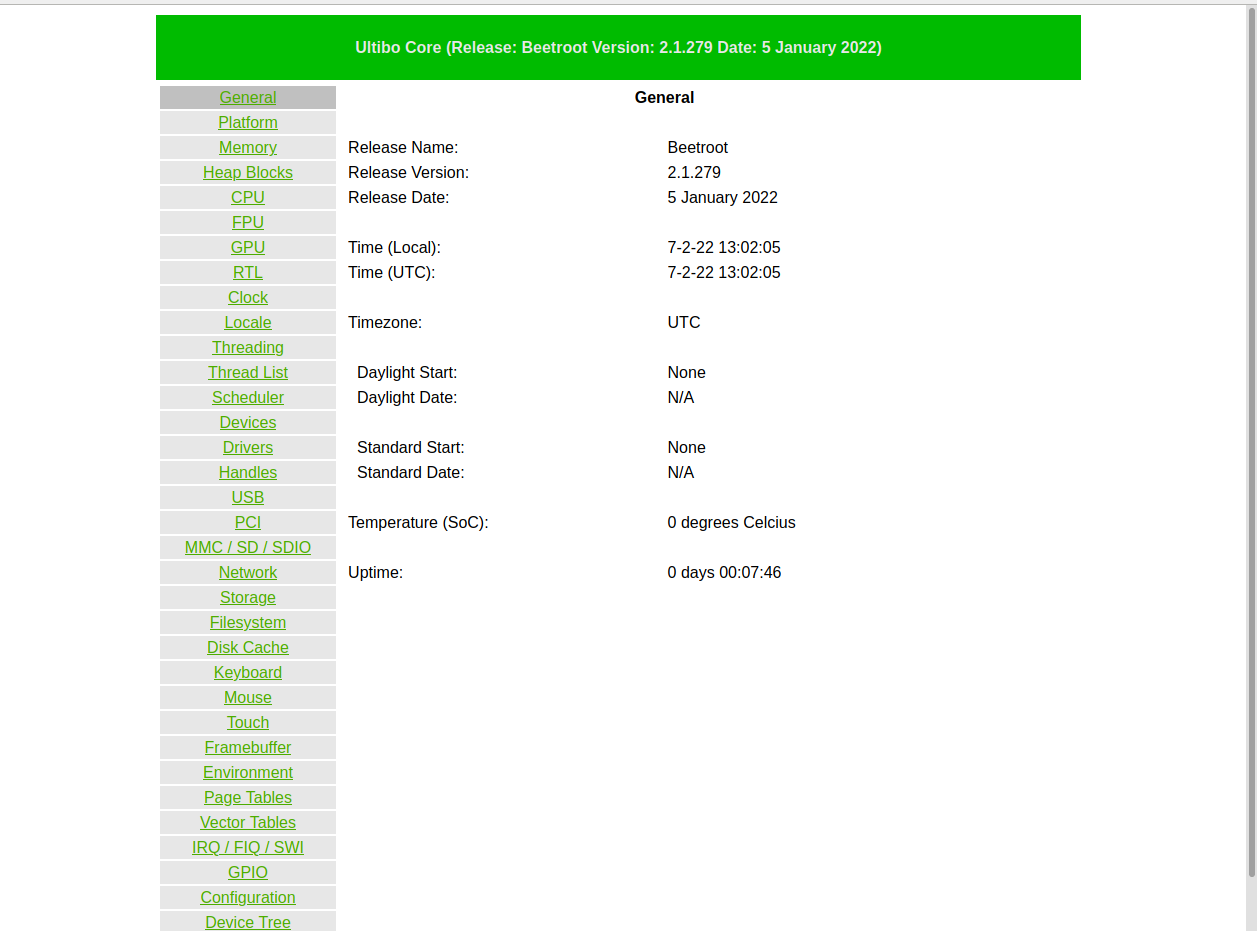 Ultibo Core (Release: Beetroot Version: 2.1.279 Date: 5 January 2022)
General
Platform
Memory
Heap Blocks
CPU
FPU
GPU
RTL
Clock
Locale
Threading
Thread List
Scheduler
Devices
Drivers
Handles
USB
PCI
MMC / SD / SDIO
Network
Storage
Filesystem
Disk Cache
Keyboard
Mouse
Touch
Framebuffer
Environment
Page Tables
Vector Tables
IRQ / FIQ / SWI
GPIO
Configuration
Device Tree
General
Release Name: Beetroot
Release Version: 2.1.279
Release Date: 5 January 2022
Time (Local): 7-2-22 13:02:05
Time (UTC): 7-2-22 13:02:05
Timezone: UTC
Daylight Start: None
Daylight Date: N/A
Standard Start: None
Standard Date: N/A
Temperature (SoC): 0 degrees Celcius
Uptime: 0 days 00:07:46